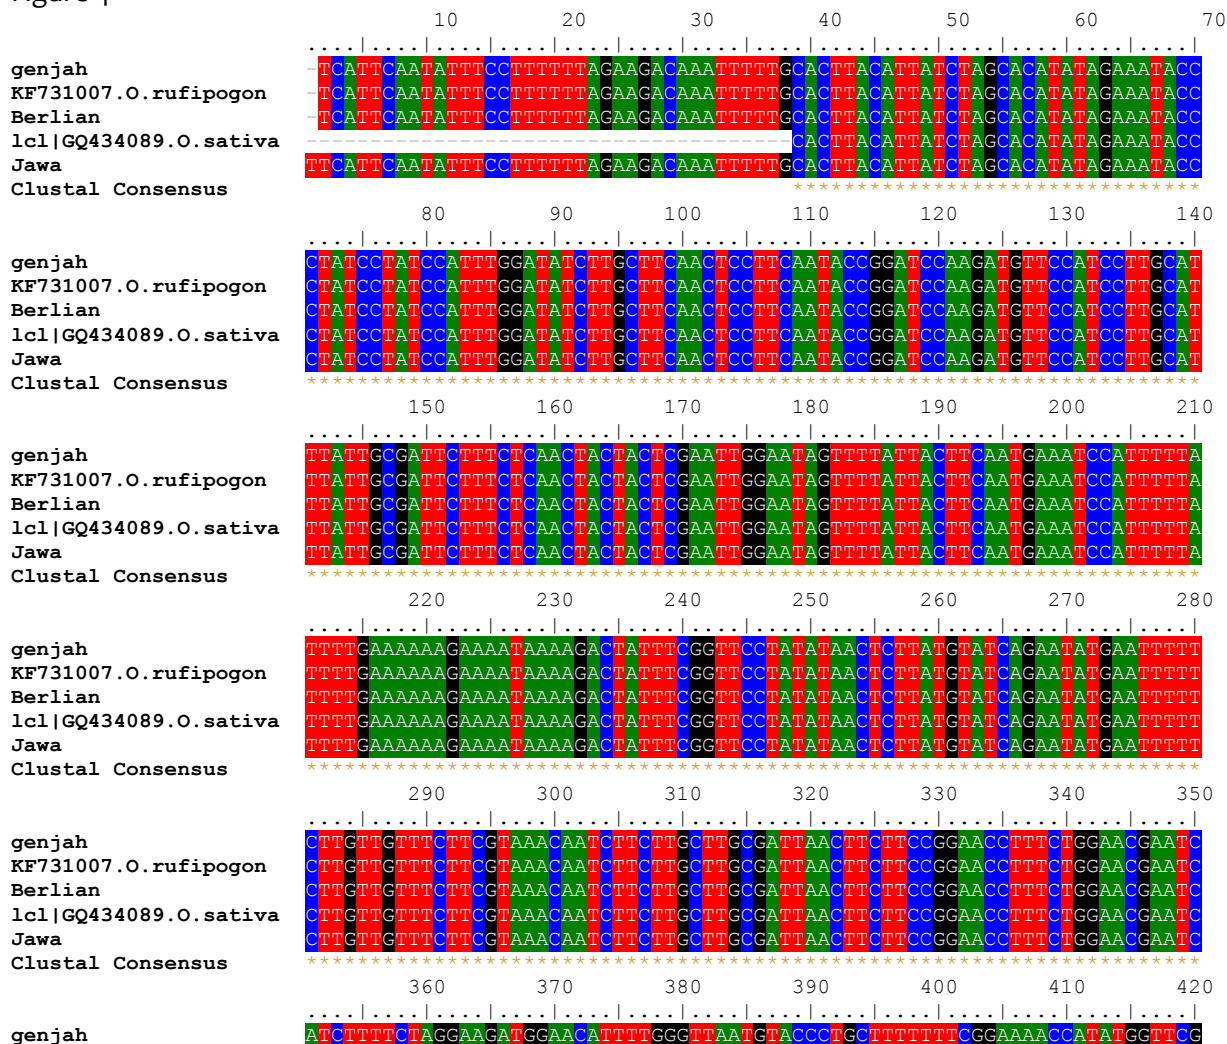 Figure
10 20 30 40 50 60 70
....|....|....|....|....|....|....|....|....|....|....|....|....|....|
genjah -TCATTCAATATTTCCTTTTTTAGAAGACAAATTTTTGCACTTACATTATCTAGCACATATAGAAATACC
KF731007.O.rufipogon -TCATTCAATATTTCCTTTTTTAGAAGACAAATTTTTGCACTTACATTATCTAGCACATATAGAAATACC
Berlian -TCATTCAATATTTCCTTTTTTAGAAGACAAATTTTTGCACTTACATTATCTAGCACATATAGAAATACC
lcl|GQ434089.O.sativa --------------------------------------CACTTACATTATCTAGCACATATAGAAATACC
Jawa TTCATTCAATATTTCCTTTTTTAGAAGACAAATTTTTGCACTTACATTATCTAGCACATATAGAAATACC
Clustal Consensus ********************************
80 90 100 110 120 130 140
....|....|....|....|....|....|....|....|....|....|....|....|....|....|
genjah CTATCCTATCCATTTGGATATCTTGCTTCAACTCCTTCAATACCGGATCCAAGATGTTCCATCCTTGCAT
KF731007.O.rufipogon CTATCCTATCCATTTGGATATCTTGCTTCAACTCCTTCAATACCGGATCCAAGATGTTCCATCCTTGCAT
Berlian CTATCCTATCCATTTGGATATCTTGCTTCAACTCCTTCAATACCGGATCCAAGATGTTCCATCCTTGCAT
lcl|GQ434089.O.sativa CTATCCTATCCATTTGGATATCTTGCTTCAACTCCTTCAATACCGGATCCAAGATGTTCCATCCTTGCAT
Jawa CTATCCTATCCATTTGGATATCTTGCTTCAACTCCTTCAATACCGGATCCAAGATGTTCCATCCTTGCAT
Clustal Consensus **********************************************************************
150 160 170 180 190 200 210
....|....|....|....|....|....|....|....|....|....|....|....|....|....|
genjah TTATTGCGATTCTTTCTCAACTACTACTCGAATTGGAATAGTTTTATTACTTCAATGAAATCCATTTTTA
KF731007.O.rufipogon TTATTGCGATTCTTTCTCAACTACTACTCGAATTGGAATAGTTTTATTACTTCAATGAAATCCATTTTTA
Berlian TTATTGCGATTCTTTCTCAACTACTACTCGAATTGGAATAGTTTTATTACTTCAATGAAATCCATTTTTA
lcl|GQ434089.O.sativa TTATTGCGATTCTTTCTCAACTACTACTCGAATTGGAATAGTTTTATTACTTCAATGAAATCCATTTTTA
Jawa TTATTGCGATTCTTTCTCAACTACTACTCGAATTGGAATAGTTTTATTACTTCAATGAAATCCATTTTTA
Clustal Consensus **********************************************************************
220 230 240 250 260 270 280
....|....|....|....|....|....|....|....|....|....|....|....|....|....|
genjah TTTTGAAAAAAGAAAATAAAAGACTATTTCGGTTCCTATATAACTCTTATGTATCAGAATATGAATTTTT
KF731007.O.rufipogon TTTTGAAAAAAGAAAATAAAAGACTATTTCGGTTCCTATATAACTCTTATGTATCAGAATATGAATTTTT
Berlian TTTTGAAAAAAGAAAATAAAAGACTATTTCGGTTCCTATATAACTCTTATGTATCAGAATATGAATTTTT
lcl|GQ434089.O.sativa TTTTGAAAAAAGAAAATAAAAGACTATTTCGGTTCCTATATAACTCTTATGTATCAGAATATGAATTTTT
Jawa TTTTGAAAAAAGAAAATAAAAGACTATTTCGGTTCCTATATAACTCTTATGTATCAGAATATGAATTTTT
Clustal Consensus **********************************************************************
290 300 310 320 330 340 350
....|....|....|....|....|....|....|....|....|....|....|....|....|....|
genjah CTTGTTGTTTCTTCGTAAACAATCTTCTTGCTTGCGATTAACTTCTTCCGGAACCTTTCTGGAACGAATC
KF731007.O.rufipogon CTTGTTGTTTCTTCGTAAACAATCTTCTTGCTTGCGATTAACTTCTTCCGGAACCTTTCTGGAACGAATC
Berlian CTTGTTGTTTCTTCGTAAACAATCTTCTTGCTTGCGATTAACTTCTTCCGGAACCTTTCTGGAACGAATC
lcl|GQ434089.O.sativa CTTGTTGTTTCTTCGTAAACAATCTTCTTGCTTGCGATTAACTTCTTCCGGAACCTTTCTGGAACGAATC
Jawa CTTGTTGTTTCTTCGTAAACAATCTTCTTGCTTGCGATTAACTTCTTCCGGAACCTTTCTGGAACGAATC
Clustal Consensus **********************************************************************
360 370 380 390 400 410 420
....|....|....|....|....|....|....|....|....|....|....|....|....|....|
genjah ATCTTTTCTAGGAAGATGGAACATTTTGGGTTAATGTACCCTGCTTTTTTTCGGAAAACCATATGGTTCG